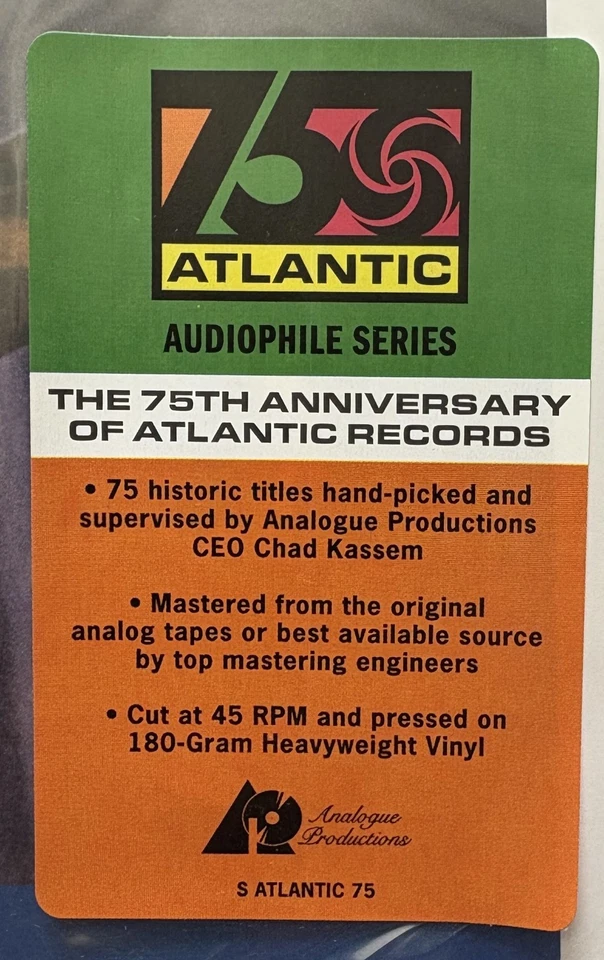 75
ATLANTIC
AUDIOPHILE SERIES
THE 75TH ANNIVERSARY
OF ATLANTIC RECORDS
• 75 historic titles hand-picked and
supervised by Analogue Productions
CEO Chad Kassem
• Mastered from the original
analog tapes or best available source
by top mastering engineers
• Cut at 45 RPM and pressed on
180-Gram Heavyweight Vinyl
AP Analogue
Productions
S ATLANTIC 75